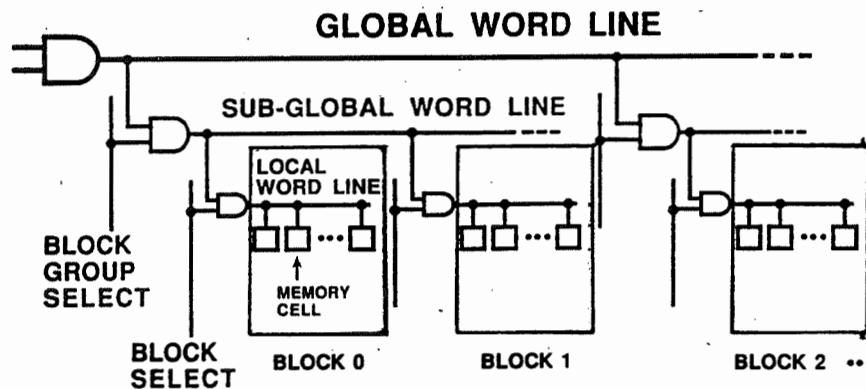 GLOBAL WORD LINE
SUB-GLOBAL WORD LINE
LOCAL
WORD LINE
BLOCK
GROUP
SELECT
MEMORY
CELL
BLOCK
SELECT
BLOCK 0
BLOCK 1
BLOCK 2